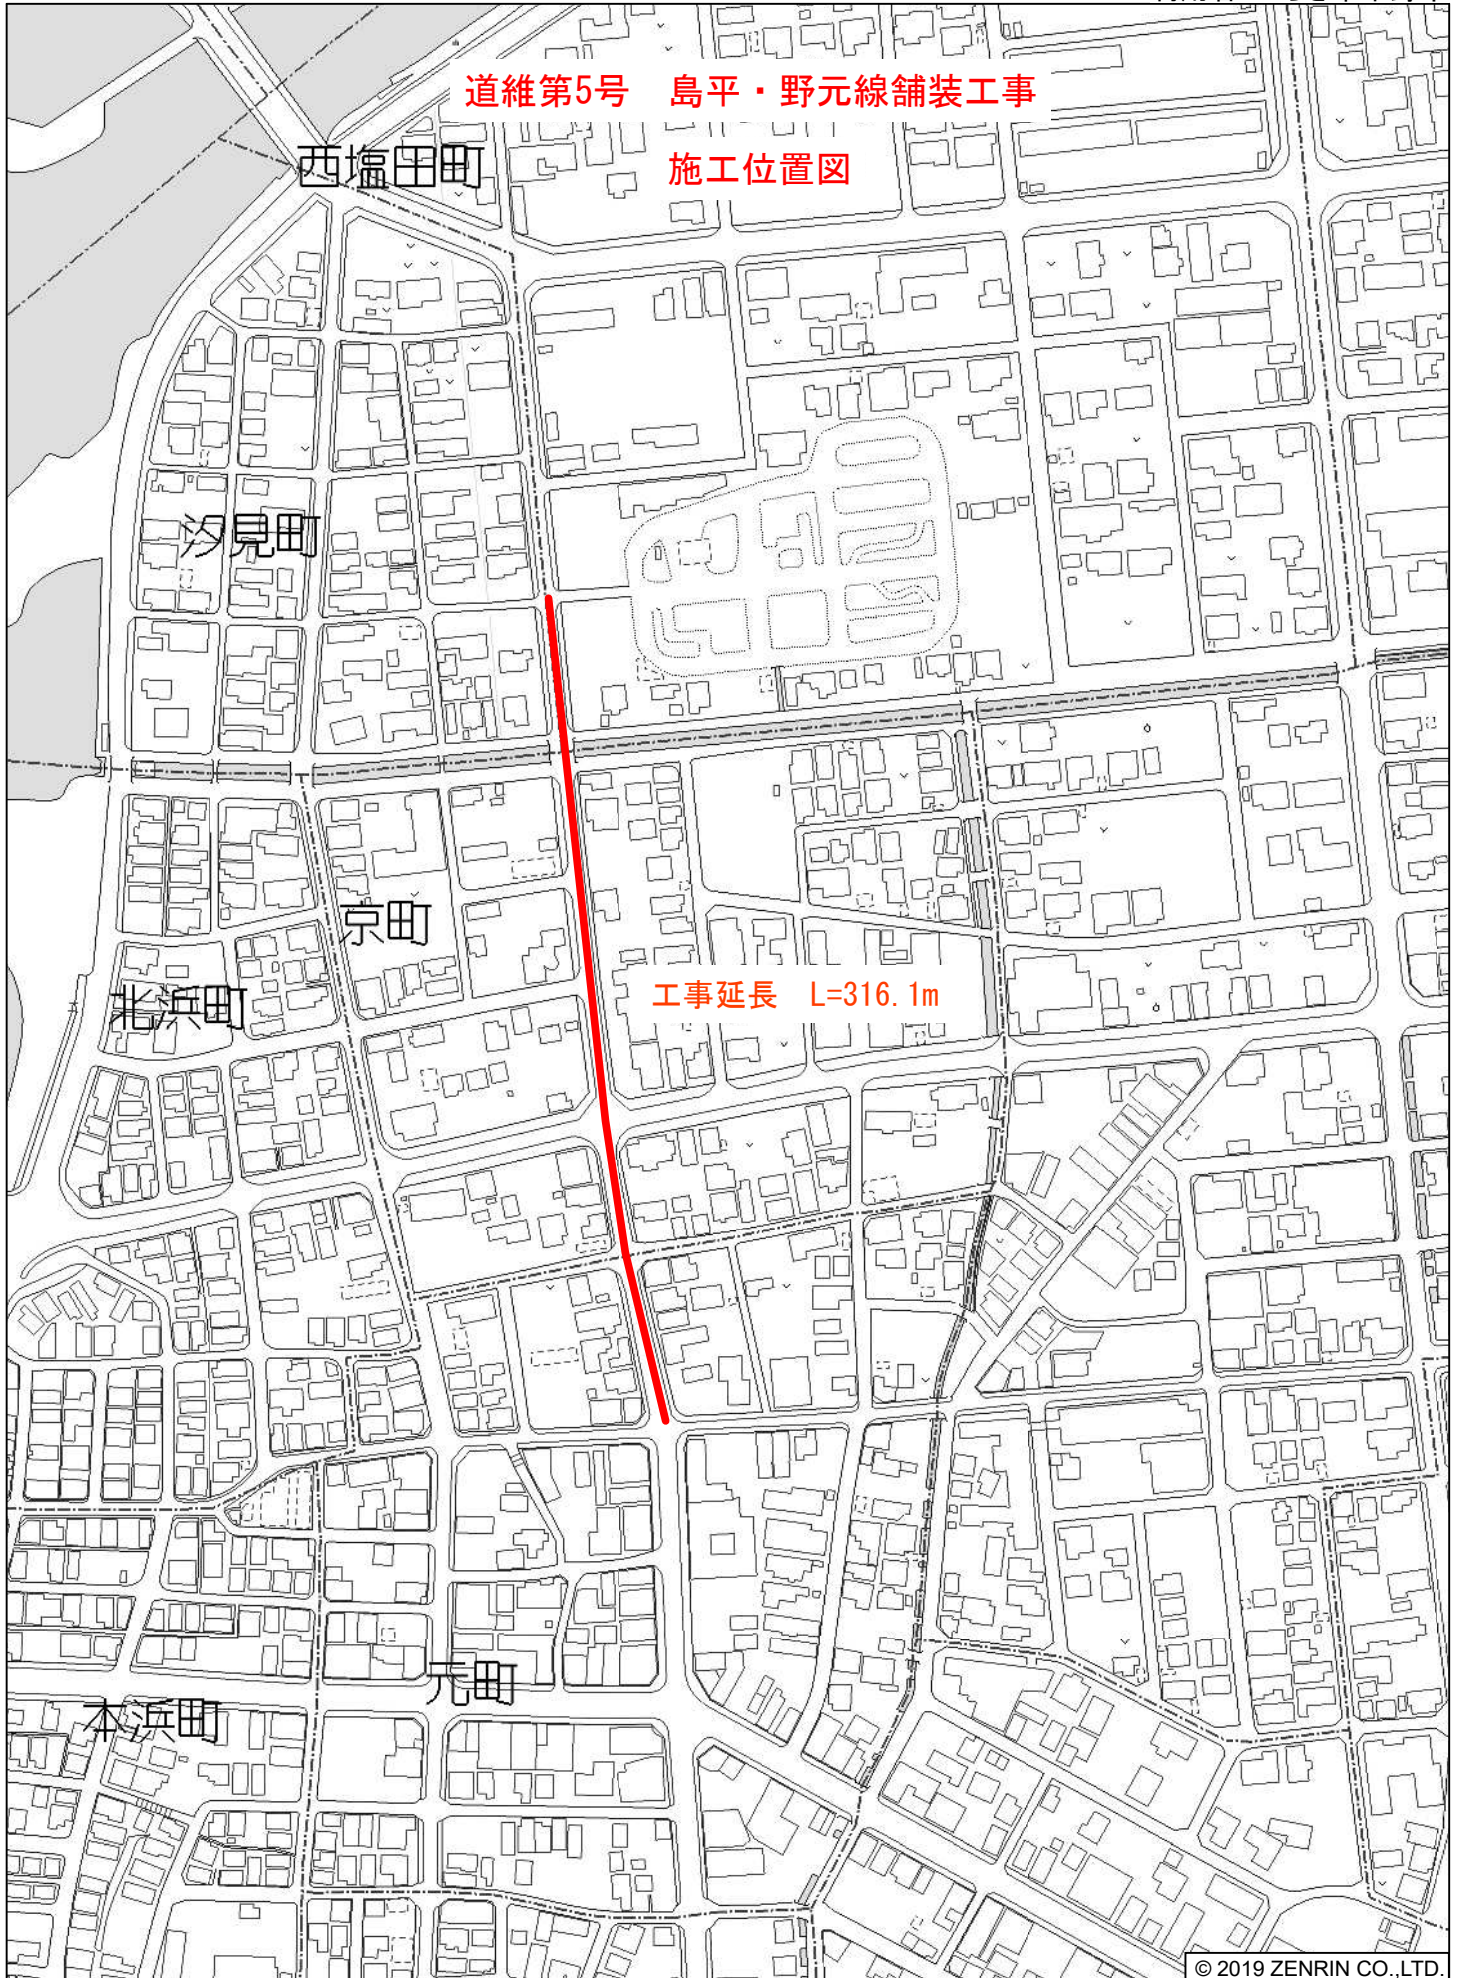 道維第5号　島平・野元線舗装工事
施工位置図
西塩田町
汐見町
京町
北浜町
工事延長　L=316.1m
元町
本浜町
© 2019 ZENRIN CO.,LTD.